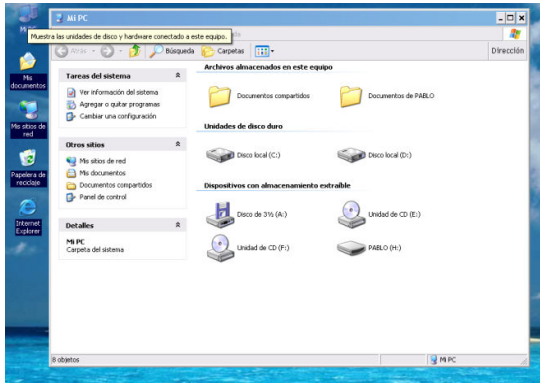 Mi PC
Muestra las unidades de disco y hardware conectado a este equipo.
Atrás
Búsqueda
Carpetas
Dirección
Mis documentos
Mis sitios de red
Papelera de reciclaje
Internet Explorer
Tareas del sistema
Ver información del sistema
Agregar o quitar programas
Cambiar una configuración
Otros sitios
Mis sitios de red
Mis documentos
Documentos compartidos
Panel de control
Detalles
Mi PC
Carpeta del sistema
Archivos almacenados en este equipo
Documentos compartidos
Documentos de PABLO
Unidades de disco duro
Disco local (C:)
Disco local (D:)
Dispositivos con almacenamiento extraíble
Disco de 3½ (A:)
Unidad de CD (E:)
Unidad de CD (F:)
PABLO (H:)
8 objetos
Mi PC